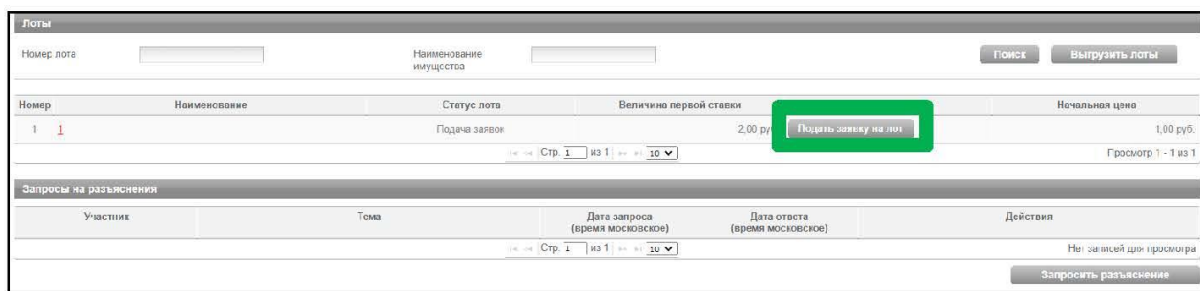 Лоты
Номер лота Наименование имущества Поиск Выгрузить лоты
Номер Наименование Статус лота Величина первой ставки Начальная цена
1 1 Подача заявок 2,00 ру Подать заявку на лот 1,00 руб.
Стр. 1 из 1 10 Просмотр 1 - 1 из 1
Запросы на разъяснения
Участник Тема Дата запроса (время московское) Дата ответа (время московское) Действия
Стр. 1 из 1 10 Нет записей для просмотра
Запросить разъяснение